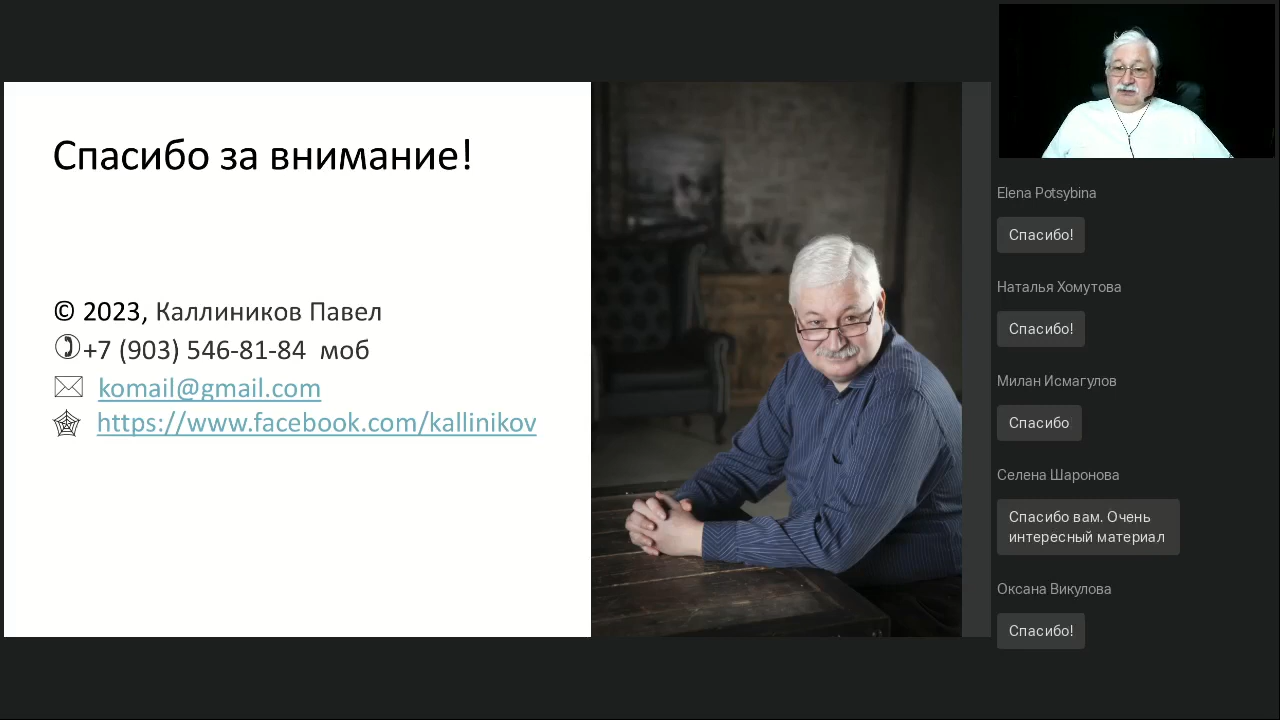 Спасибо за внимание!
© 2023, Каллиников Павел
+7 (903) 546-81-84 моб
komail@gmail.com
https://www.facebook.com/kallinikov
Elena Potsybina
Спасибо!
Наталья Хомутова
Спасибо!
Милан Исмагулов
Спасибо
Селена Шаронова
Спасибо вам. Очень
интересный материал
Оксана Викулова
Спасибо!